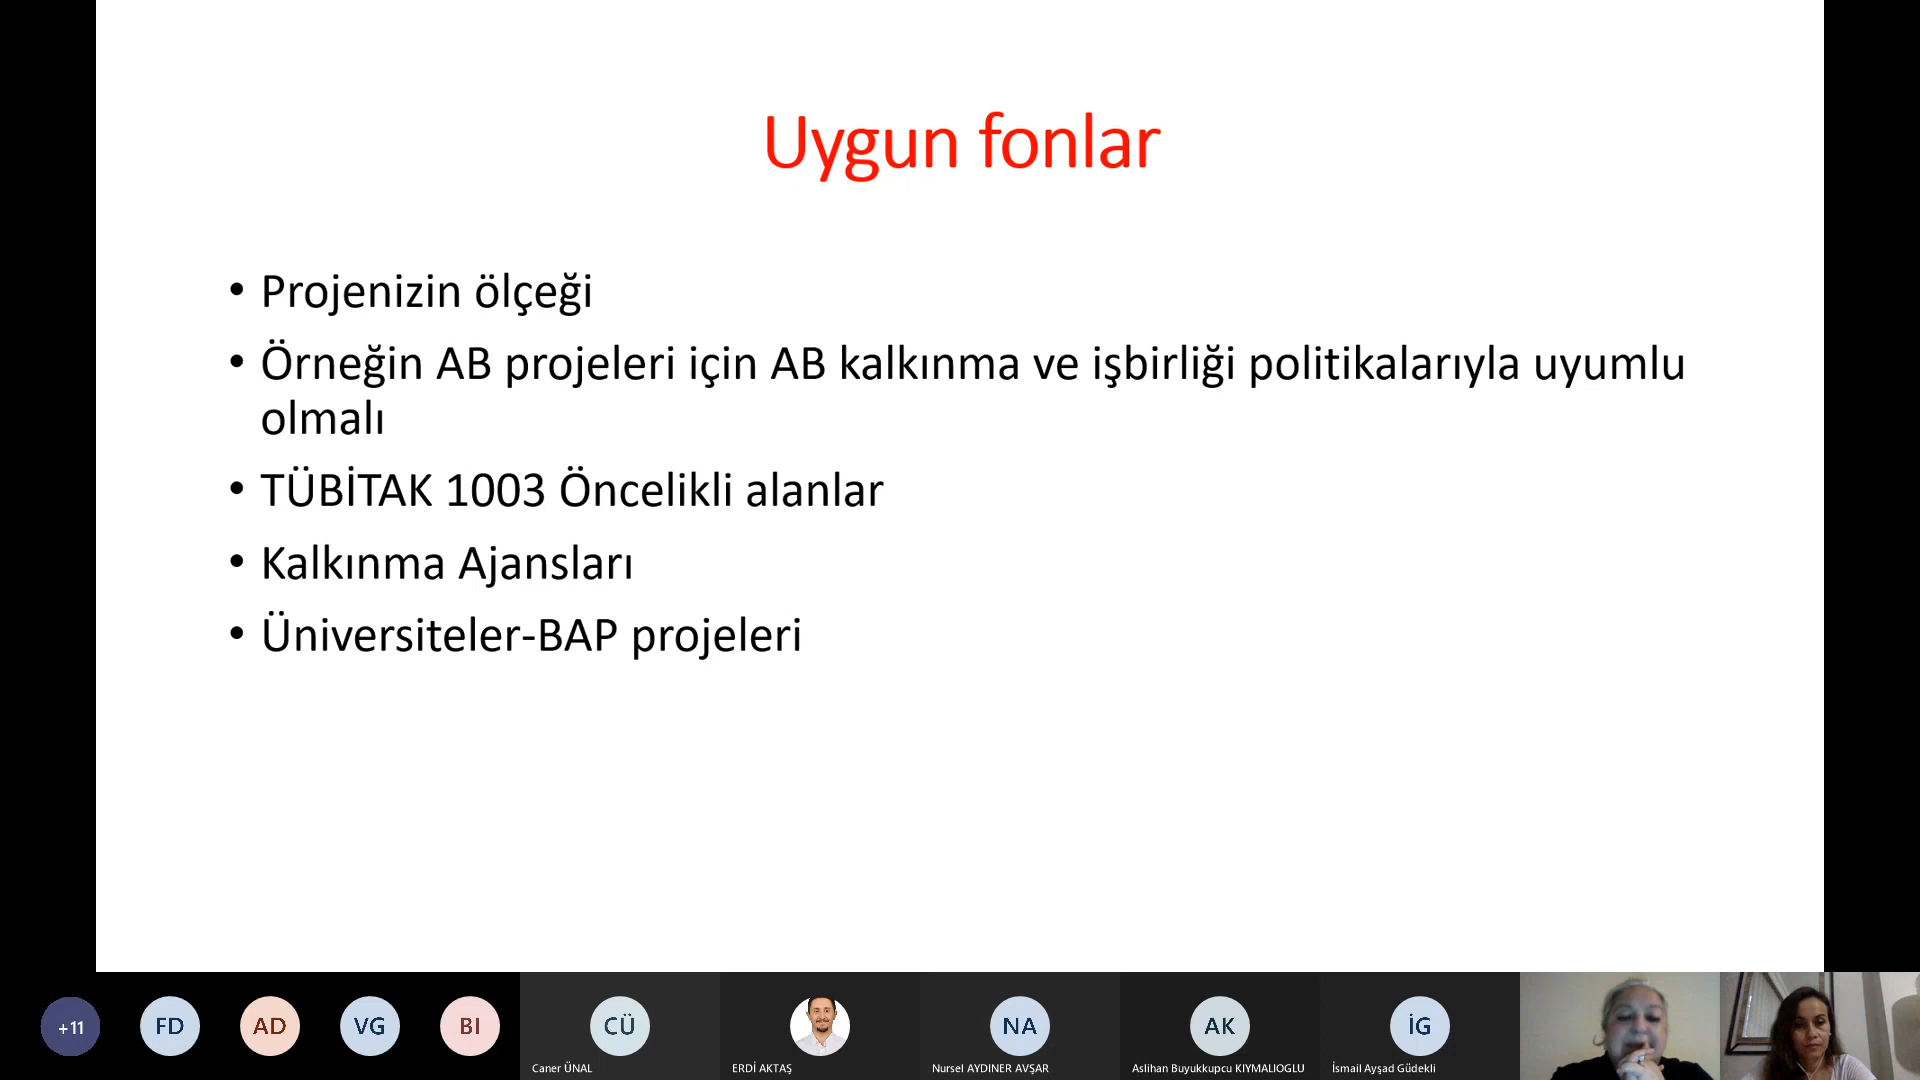 Uygun fonlar
• Projenizin ölçeği
• Örneğin AB projeleri için AB kalkınma ve işbirliği politikalarıyla uyumlu
olmalı
• TÜBİTAK 1003 Öncelikli alanlar
• Kalkınma Ajansları
• Üniversiteler-BAP projeleri
+11
FD
AD
VG
BI
CÜ
NA
AK
İG
Caner ÜNAL
ERDİ AKTAŞ
Nursel AYDINER AVŞAR
Aslihan Buyukkupcu KIYMALIOGLU
İsmail Ayşad Güdekli